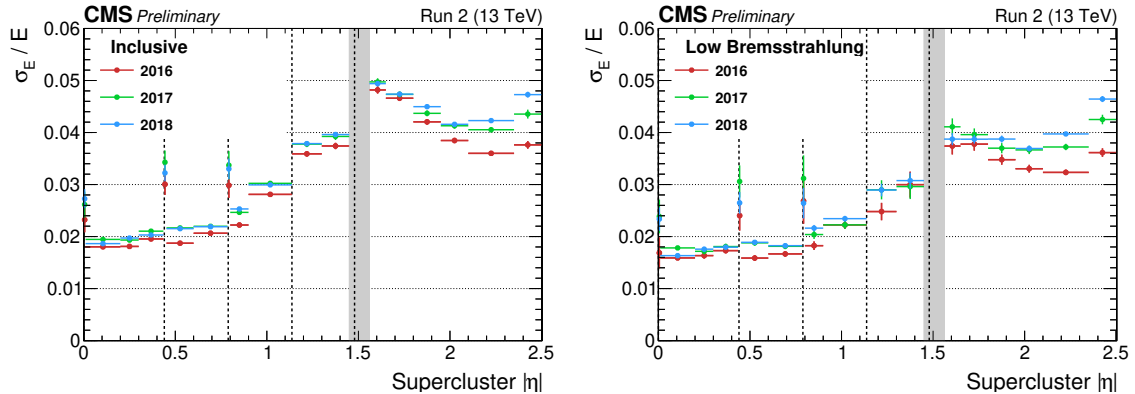 CMS Preliminary Run 2 (13 TeV)
σE / E
0.06
0.05
0.04
0.03
0.02
0.01
0
Inclusive
2016
2017
2018
0 0.5 1 1.5 2 2.5
Supercluster |η|
CMS Preliminary Run 2 (13 TeV)
σE / E
0.06
0.05
0.04
0.03
0.02
0.01
0
Low Bremsstrahlung
2016
2017
2018
0 0.5 1 1.5 2 2.5
Supercluster |η|